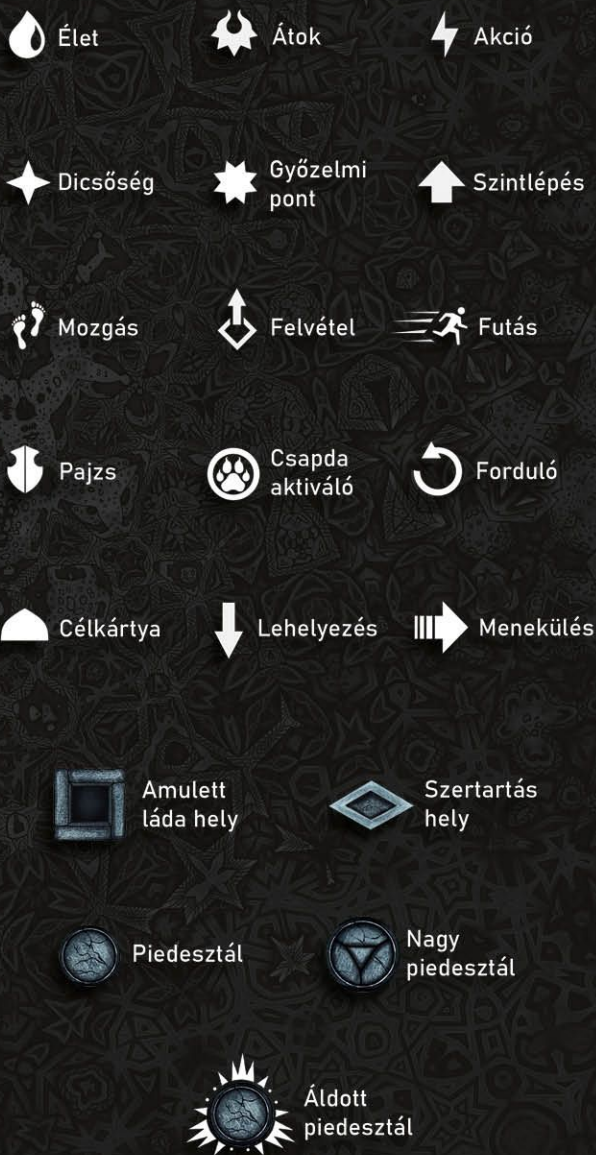 Élet
Átok
Akció
Dicsőség
Győzelmi
pont
Szintlépés
Mozgás
Felvétel
Futás
Pajzs
Csapda
aktiváló
Forduló
Célkártya
Lehelyezés
Menekülés
Amulett
láda hely
Szertartás
hely
Piedesztál
Nagy
piedesztál
Áldott
piedesztál